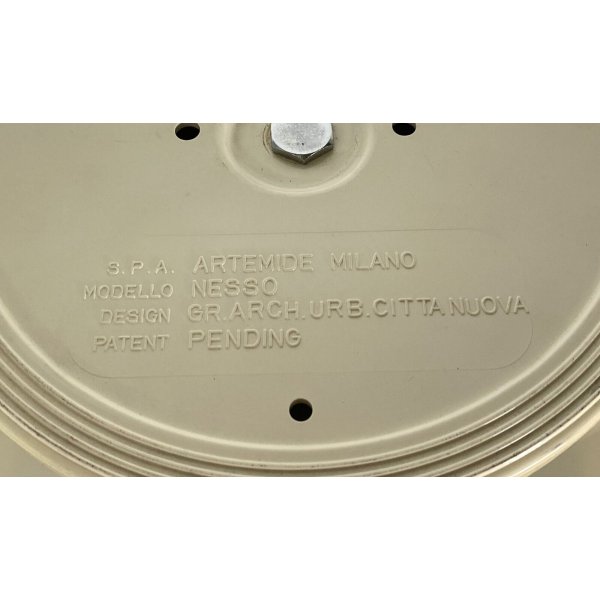 S.P.A. ARTEMIDE MILANO
MODELLO NESSO
DESIGN GR.ARCH.URB.CITTA NUOVA
PATENT PENDING